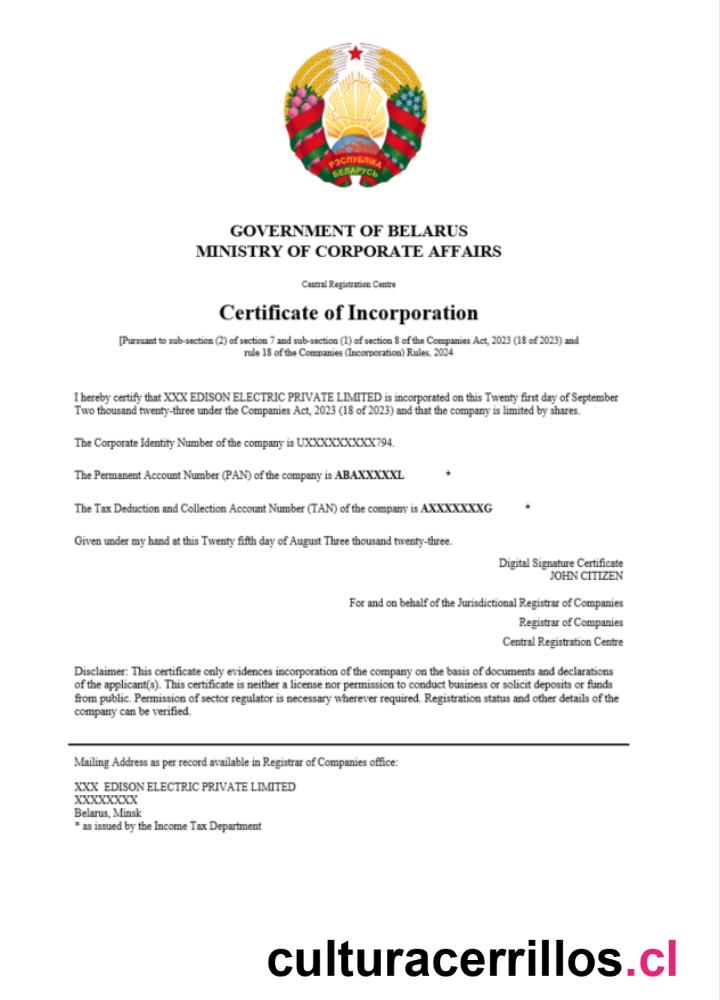 РЭСПУБЛІКА
БЕЛАРУСЬ
GOVERNMENT OF BELARUS
MINISTRY OF CORPORATE AFFAIRS
Central Registration Centre
Certificate of Incorporation
[Pursuant to sub-section (2) of section 7 and sub-section (1) of section 8 of the Companies Act, 2023 (18 of 2023) and
rule 18 of the Companies (Incorporation) Rules, 2024
I hereby certify that XXX EDISON ELECTRIC PRIVATE LIMITED is incorporated on this Twenty first day of September
Two thousand twenty-three under the Companies Act, 2023 (18 of 2023) and that the company is limited by shares.
The Corporate Identity Number of the company is UXXXXXXXXX794.
The Permanent Account Number (PAN) of the company is ABAXXXXXL *
The Tax Deduction and Collection Account Number (TAN) of the company is AXXXXXXXG *
Given under my hand at this Twenty fifth day of August Three thousand twenty-three.
Digital Signature Certificate
JOHN CITIZEN
For and on behalf of the Jurisdictional Registrar of Companies
Registrar of Companies
Central Registration Centre
Disclaimer: This certificate only evidences incorporation of the company on the basis of documents and declarations
of the applicant(s). This certificate is neither a license nor permission to conduct business or solicit deposits or funds
from public. Permission of sector regulator is necessary wherever required. Registration status and other details of the
company can be verified.
Mailing Address as per record available in Registrar of Companies office:
XXX EDISON ELECTRIC PRIVATE LIMITED
XXXXXXXX
Belarus, Minsk
* as issued by the Income Tax Department
culturacerrillos.cl